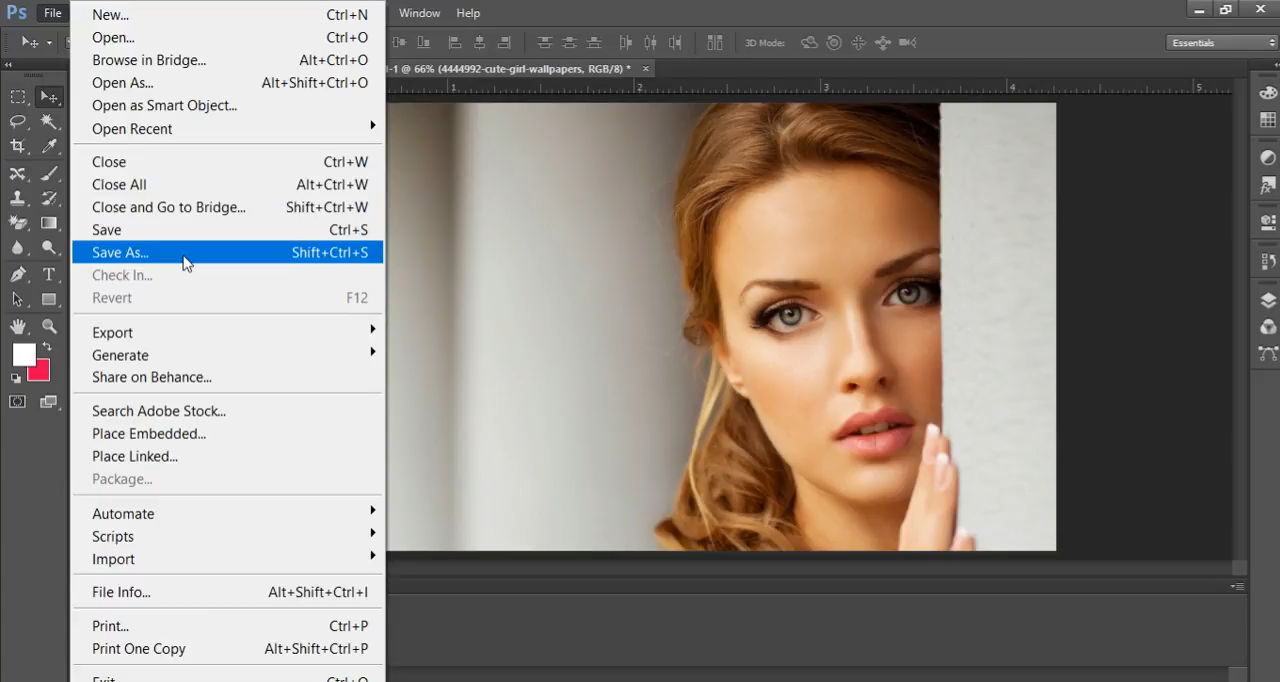 Ps File Window Help
3D Mode: Essentials
l-1 @ 66% (4444992-cute-girl-wallpapers, RGB/8) * ×
1 2 3 4 5
New... Ctrl+N
Open... Ctrl+O
Browse in Bridge... Alt+Ctrl+O
Open As... Alt+Shift+Ctrl+O
Open as Smart Object...
Open Recent
Close Ctrl+W
Close All Alt+Ctrl+W
Close and Go to Bridge... Shift+Ctrl+W
Save Ctrl+S
Save As... Shift+Ctrl+S
Check In...
Revert F12
Export
Generate
Share on Behance...
Search Adobe Stock...
Place Embedded...
Place Linked...
Package...
Automate
Scripts
Import
File Info... Alt+Shift+Ctrl+I
Print... Ctrl+P
Print One Copy Alt+Shift+Ctrl+P